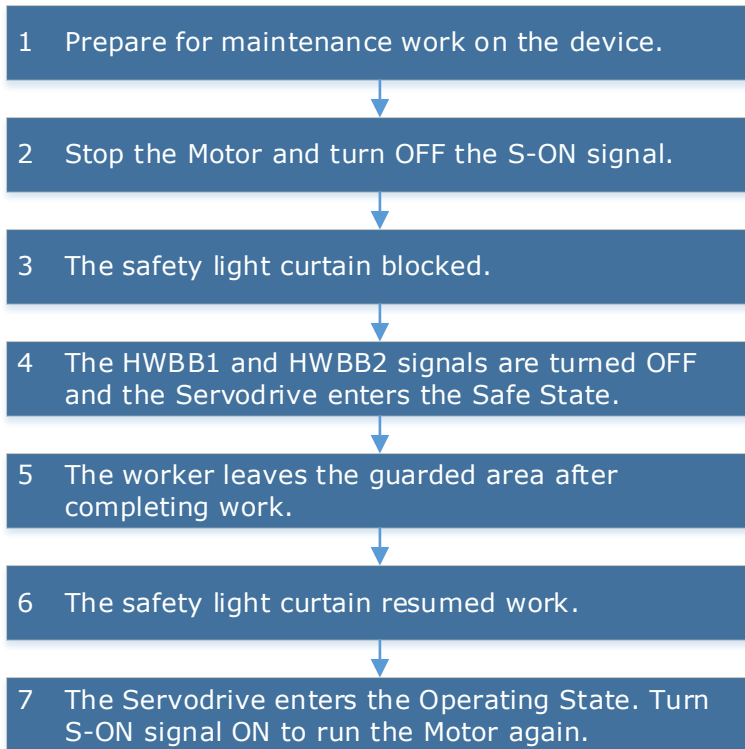 1 Prepare for maintenance work on the device.
2 Stop the Motor and turn OFF the S-ON signal.
3 The safety light curtain blocked.
4 The HWBB1 and HWBB2 signals are turned OFF
and the Servodrive enters the Safe State.
5 The worker leaves the guarded area after
completing work.
6 The safety light curtain resumed work.
7 The Servodrive enters the Operating State. Turn
S-ON signal ON to run the Motor again.